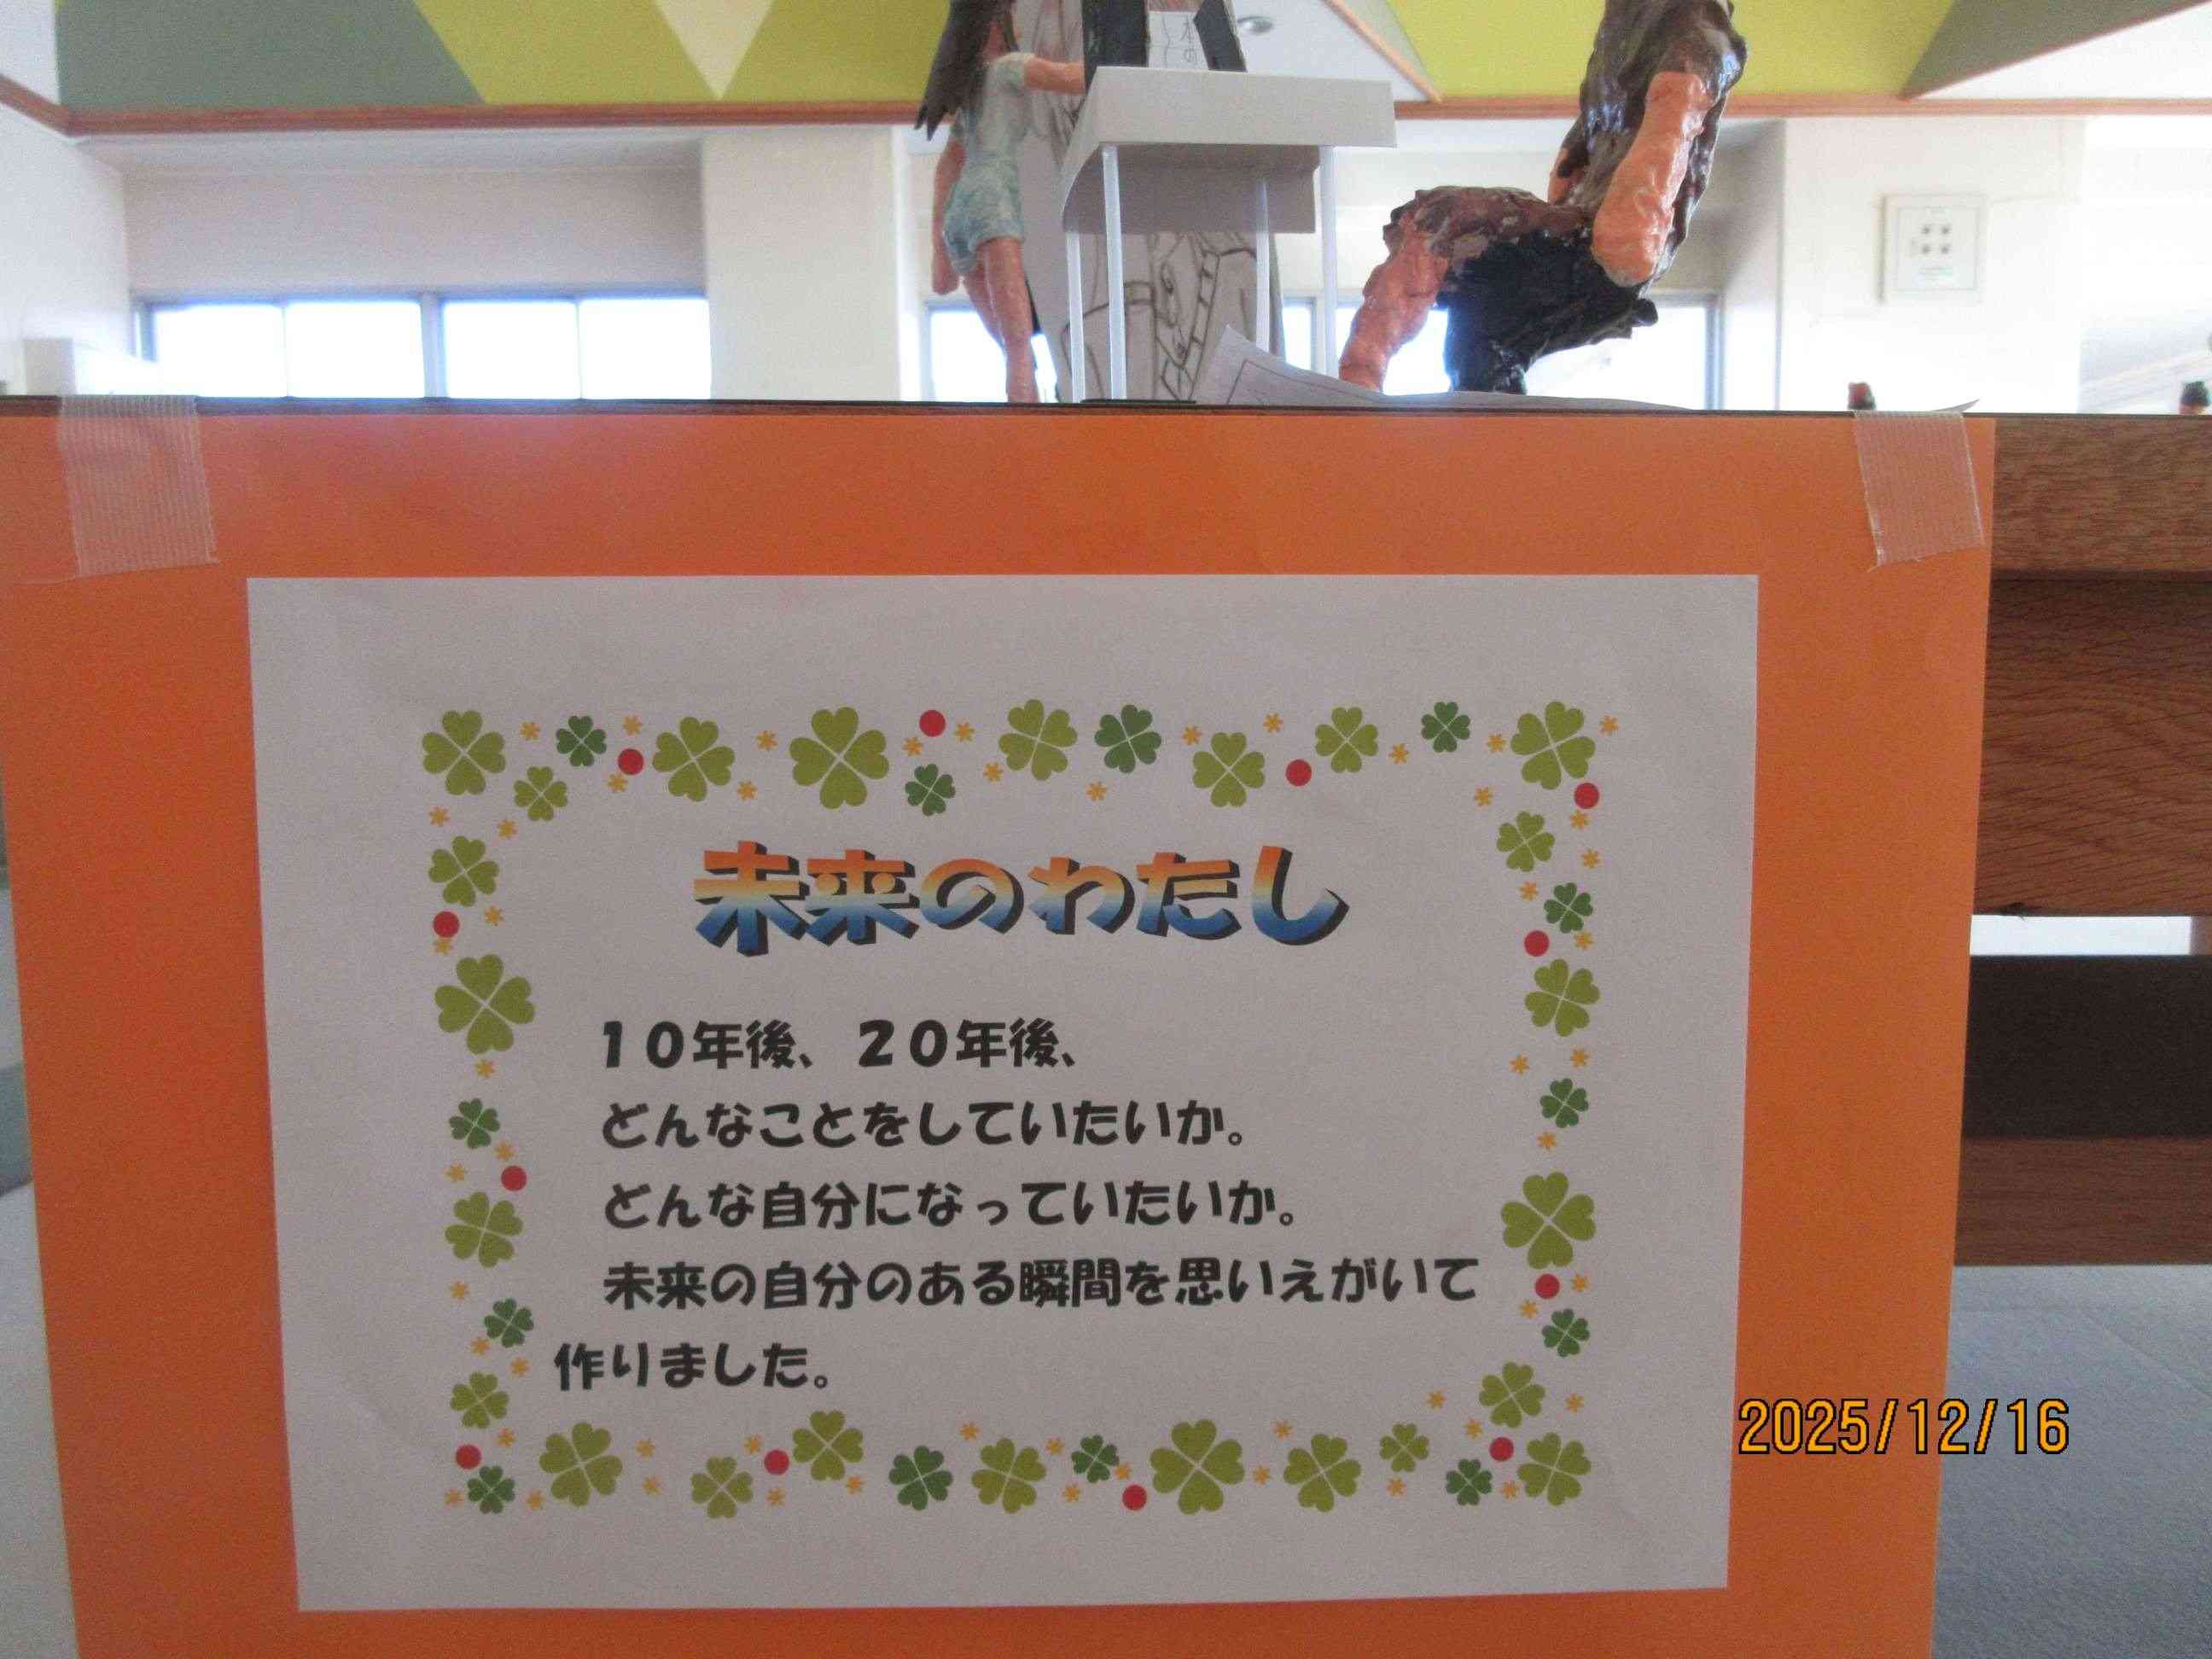 未来のわたし
１０年後、２０年後、
どんなことをしていたいか。
どんな自分になっていたいか。
未来の自分のある瞬間を思いえがいて
作りました。
2025/12/16